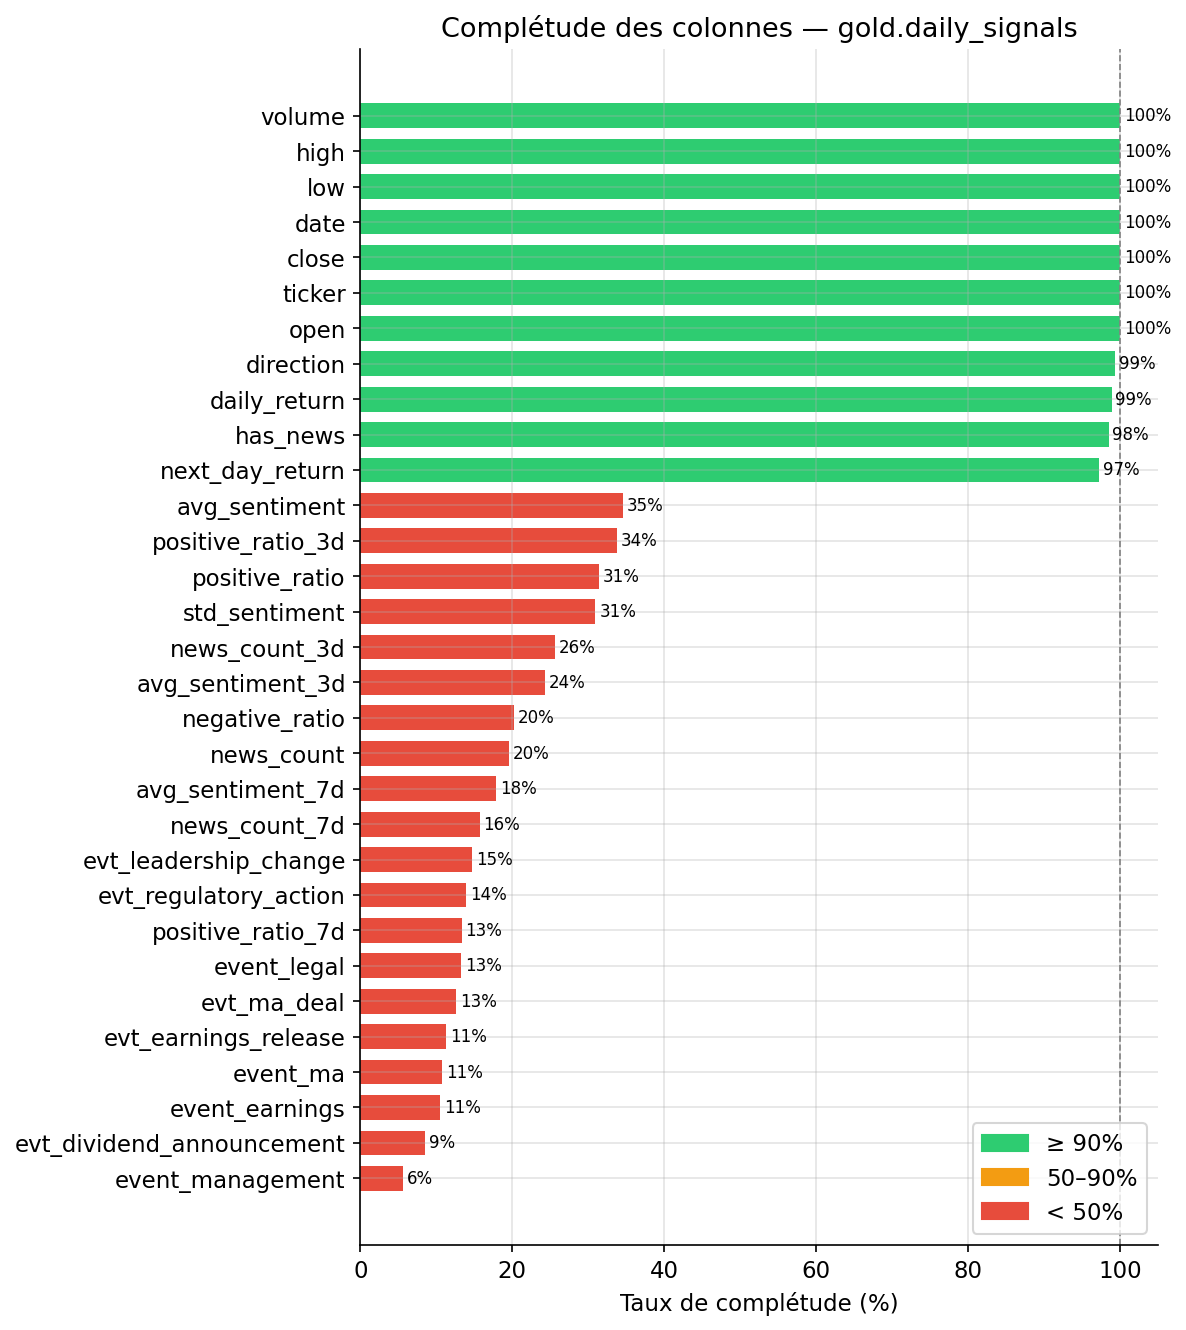 Complétude des colonnes — gold.daily_signals
volume 100%
high 100%
low 100%
date 100%
close 100%
ticker 100%
open 100%
direction 99%
daily_return 99%
has_news 98%
next_day_return 97%
avg_sentiment 35%
positive_ratio_3d 34%
positive_ratio 31%
std_sentiment 31%
news_count_3d 26%
avg_sentiment_3d 24%
negative_ratio 20%
news_count 20%
avg_sentiment_7d 18%
news_count_7d 16%
evt_leadership_change 15%
evt_regulatory_action 14%
positive_ratio_7d 13%
event_legal 13%
evt_ma_deal 13%
evt_earnings_release 11%
event_ma 11%
event_earnings 11%
evt_dividend_announcement 9%
event_management 6%
≥ 90%
50–90%
< 50%
0 20 40 60 80 100
Taux de complétude (%)